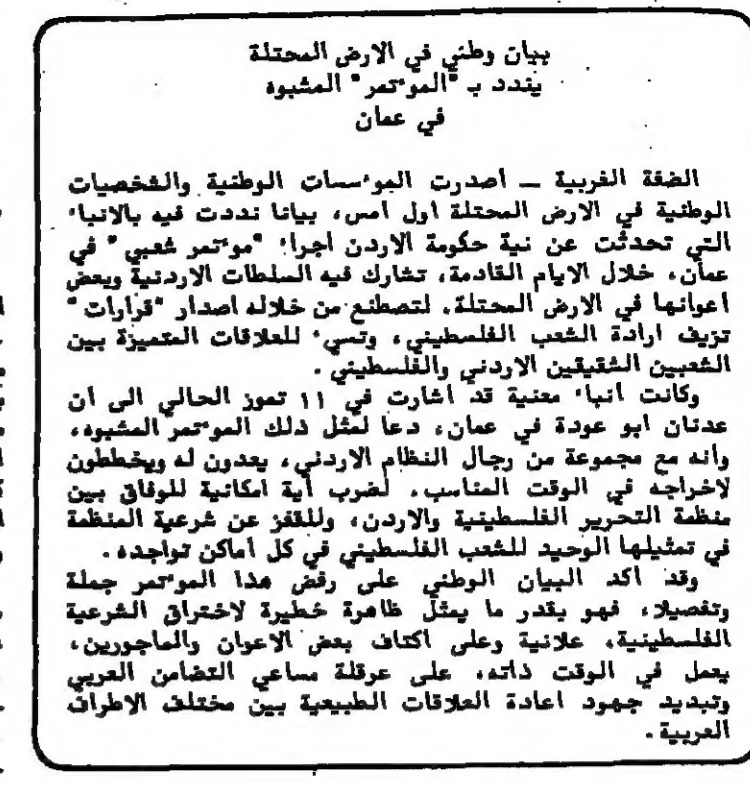 بيان وطني في الارض المحتلة
يندد بـ "الموءتمر" المشبوه
في عمان
الضفة الغربية ــ اصدرت الموءسسات الوطنية والشخصيات
الوطنية في الارض المحتلة اول امس، بيانا نددت فيه بالانباء
التي تحدثت عن نية حكومة الاردن اجراء "موءتمر شعبي" في
عمان، خلال الايام القادمة، تشارك فيه السلطات الاردنية وبعض
اعوانها في الارض المحتلة، لتصطنع من خلاله اصدار "قرارات"
تزيف ارادة الشعب الفلسطيني، وتسيء للعلاقات المتميزة بين
الشعبين الشقيقين الاردني والفلسطيني .
وكانت انباء معنية قد اشارت في ١١ تموز الحالي الى ان
عدنان ابو عودة في عمان، دعا لمثل ذلك الموءتمر المشبوه،
وانه مع مجموعة من رجال النظام الاردني، يعدون له ويخططون
لاخراجه في الوقت المناسب، لضرب أية امكانية للوفاق بين
منظمة التحرير الفلسطينية والاردن، وللقفز عن شرعية المنظمة
في تمثيلها الوحيد للشعب الفلسطيني في كل اماكن تواجده .
وقد اكد البيان الوطني على رفض هذا الموءتمر جملة
وتفصيلا، فهو بقدر ما يمثل ظاهرة خطيرة لاختراق الشرعية
الفلسطينية، علانية وعلى اكتاف بعض الاعوان والماجورين،
يعمل في الوقت ذاته، على عرقلة مساعي التضامن العربي
وتبديد جهود اعادة العلاقات الطبيعية بين مختلف الاطراف
العربية .